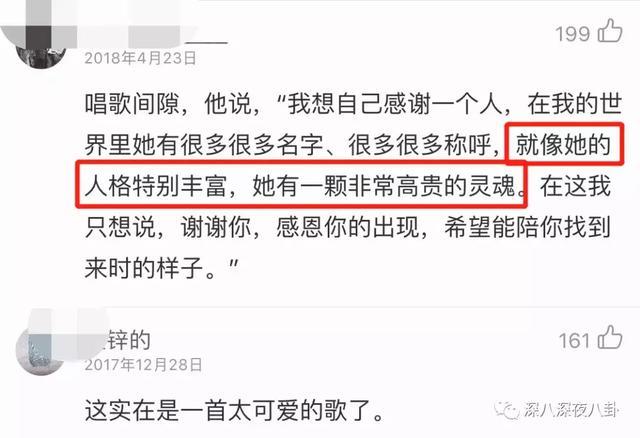 199
2018年4月23日
唱歌间隙，他说，“我想自己感谢一个人，在我的世
界里她有很多很多名字、很多很多称呼，就像她的
人格特别丰富，她有一颗非常高贵的灵魂。在这我
只想说，谢谢你，感恩你的出现，希望能陪你找到
来时的样子。”
锌的
161
2017年12月28日
这实在是一首太可爱的歌了。
深八深夜八卦